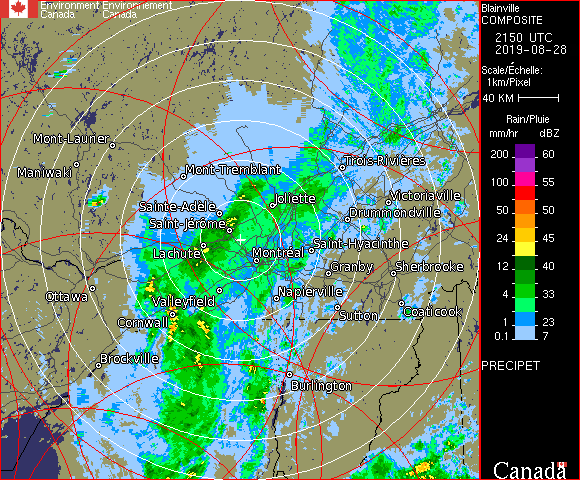 Environment Environnement
Canada Canada
Blainville
COMPOSITE
2150 UTC
2019-08-28
Scale/Échelle:
1km/Pixel
40 KM
Rain/Pluie
mm/hr dBZ
200 60
100 55
50 50
24 45
12 40
4 33
1 23
0.1 7
PRECIPET
Mont-Laurier
Maniwaki
Mont-Tremblant
Trois-Rivières
Sainte-Adèle
Joliette
Victoriaville
Drummondville
Saint-Jérôme
Lachute
Montréal
Saint-Hyacinthe
Granby
Sherbrooke
Ottawa
Valleyfield
Napierville
Cornwall
Sutton
Coaticook
Brockville
Burlington
Canada